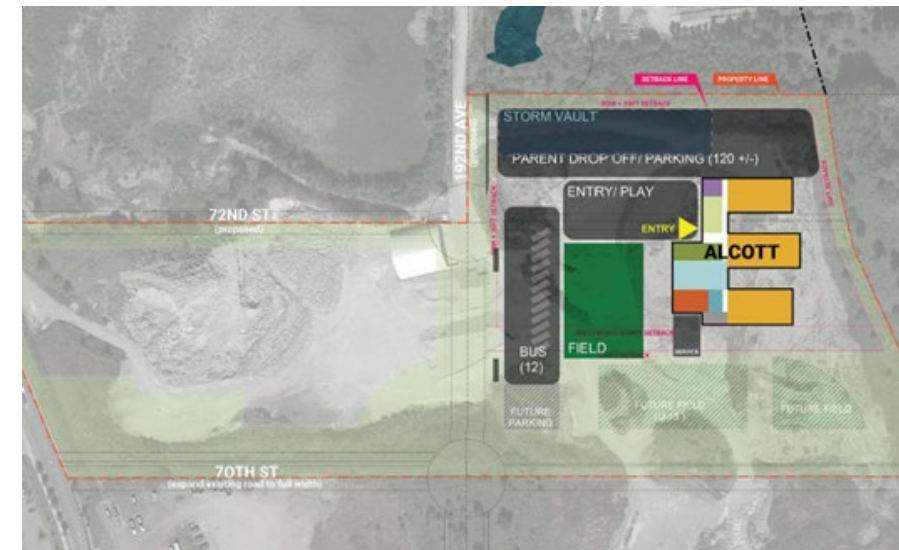 SETBACK LINE
PROPERTY LINE
STORM VAULT
PARENT DROP OFF/ PARKING (120 +/-)
192ND AVE
ENTRY/ PLAY
ENTRY
72ND ST
(proposed)
ALCOTT
BUS
(12)
FIELD
SERVICE
FUTURE
PARKING
FUTURE FIELD
FUTURE FIELD
70TH ST
(expand existing road to full width)